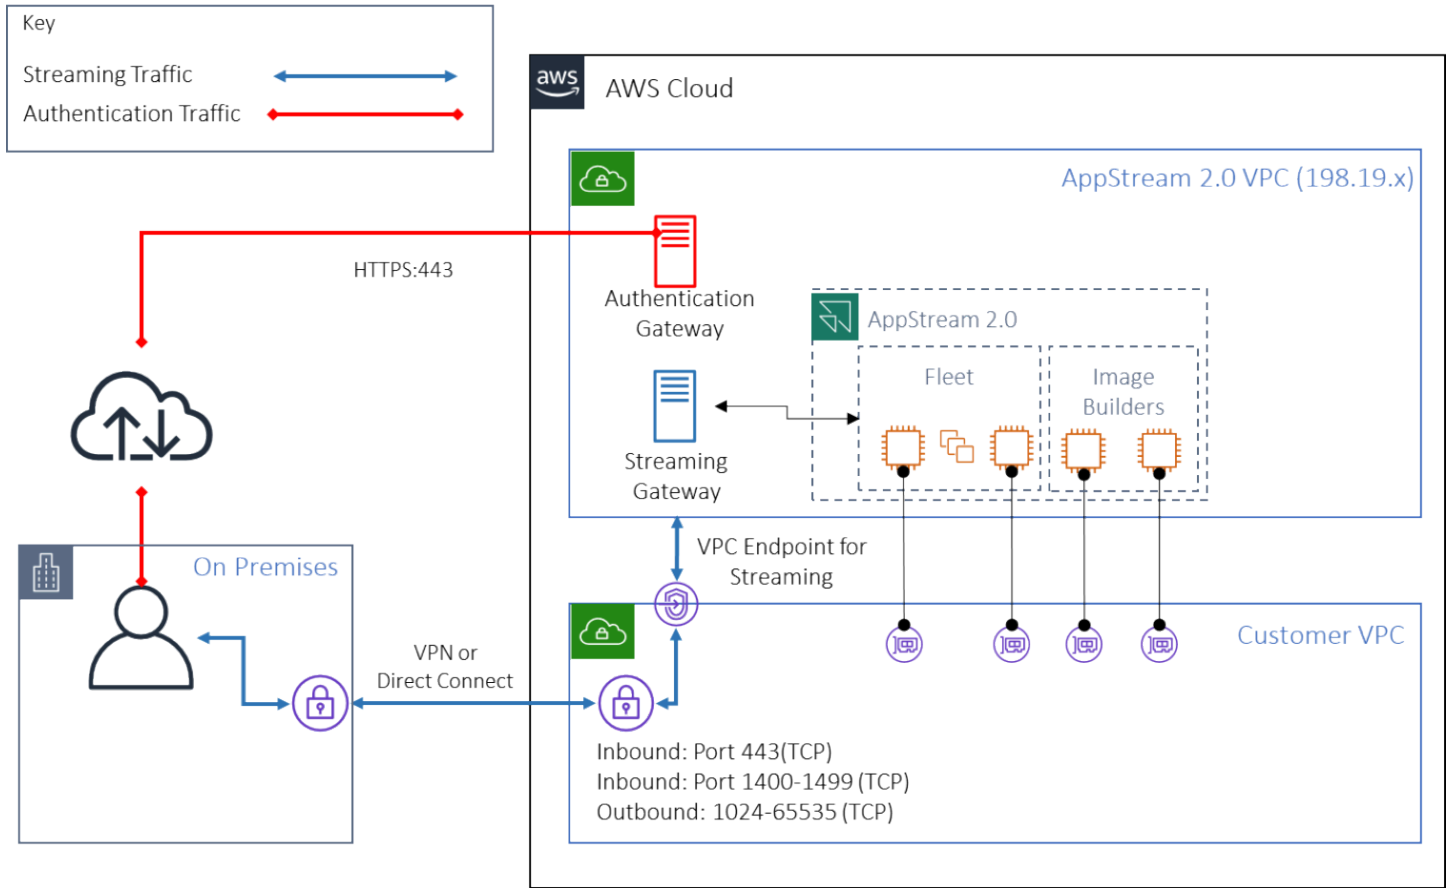 Key
Streaming Traffic
Authentication Traffic
aws
AWS Cloud
AppStream 2.0 VPC (198.19.x)
HTTPS:443
Authentication
Gateway
AppStream 2.0
Fleet
Image
Builders
Streaming
Gateway
VPC Endpoint for
Streaming
On Premises
Customer VPC
VPN or
Direct Connect
Inbound: Port 443(TCP)
Inbound: Port 1400-1499 (TCP)
Outbound: 1024-65535 (TCP)